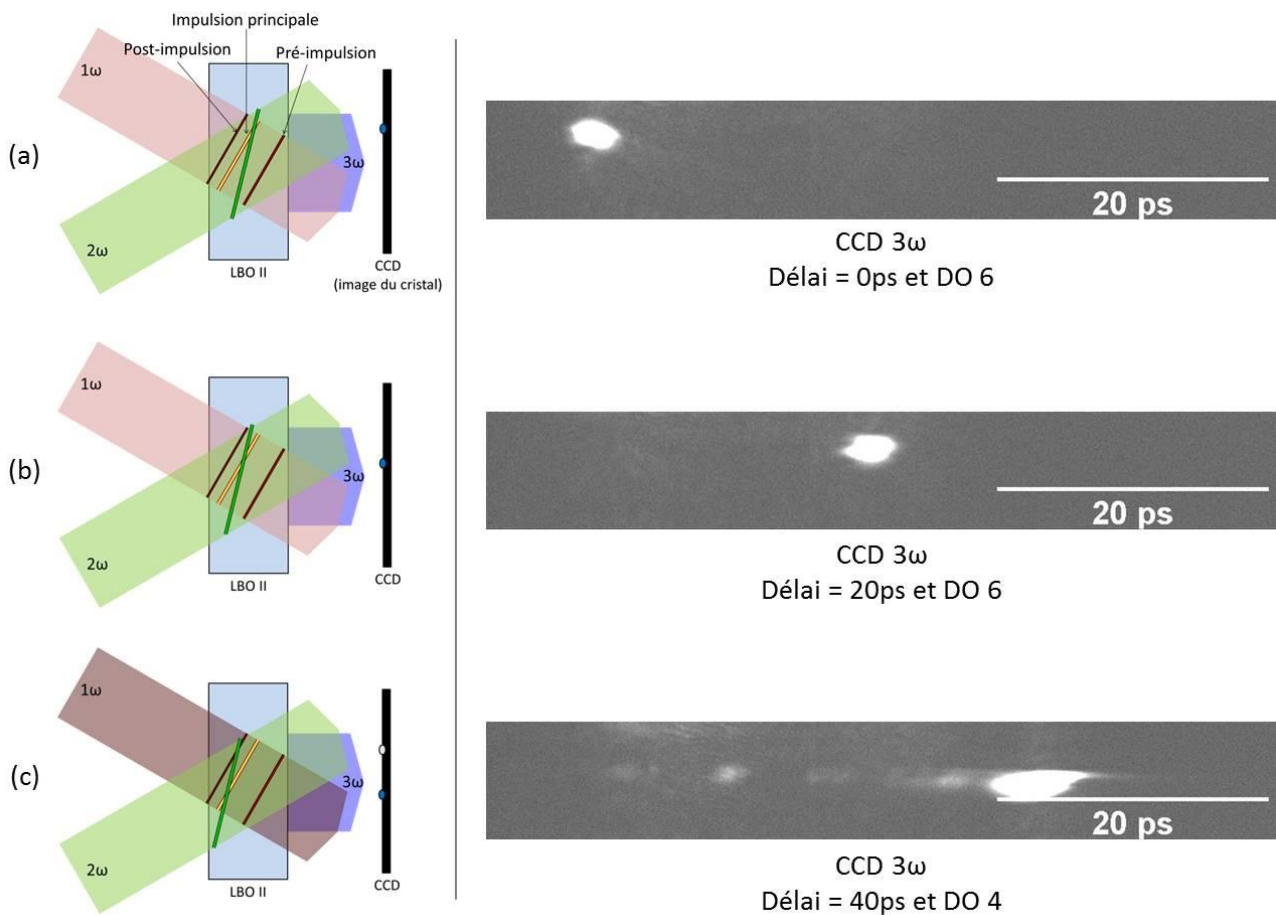 Impulsion principale
Post-impulsion
Pré-impulsion
1ω
(a)
3ω
2ω
LBO II
CCD
(image du cristal)
20 ps
CCD 3ω
Délai = 0ps et DO 6
1ω
(b)
3ω
2ω
LBO II
CCD
20 ps
CCD 3ω
Délai = 20ps et DO 6
1ω
(c)
3ω
2ω
LBO II
CCD
20 ps
CCD 3ω
Délai = 40ps et DO 4